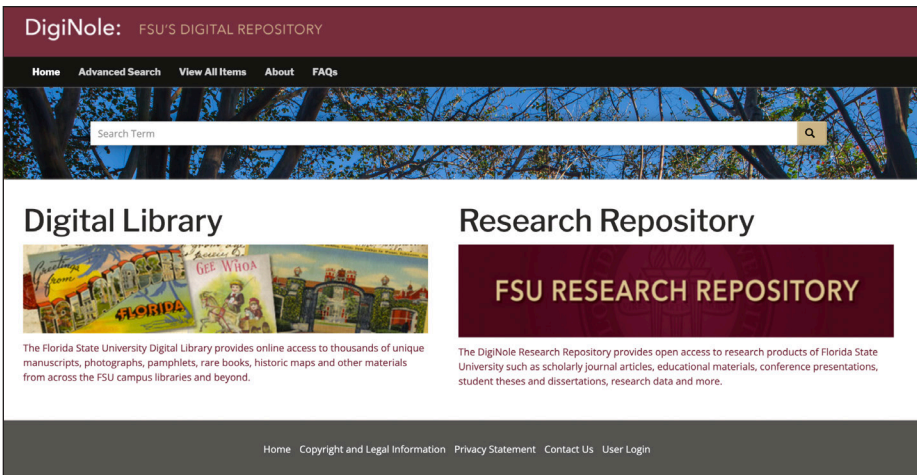 DigiNole: FSU'S DIGITAL REPOSITORY
Home Advanced Search View All Items About FAQs
Search Term
Digital Library
Greetings from
FLORIDA
GEE WHOA
The Florida State University Digital Library provides online access to thousands of unique
manuscripts, photographs, pamphlets, rare books, historic maps and other materials
from across the FSU campus libraries and beyond.
Research Repository
FSU RESEARCH REPOSITORY
The DigiNole Research Repository provides open access to research products of Florida State
University such as scholarly journal articles, educational materials, conference presentations,
student theses and dissertations, research data and more.
Home Copyright and Legal Information Privacy Statement Contact Us User Login